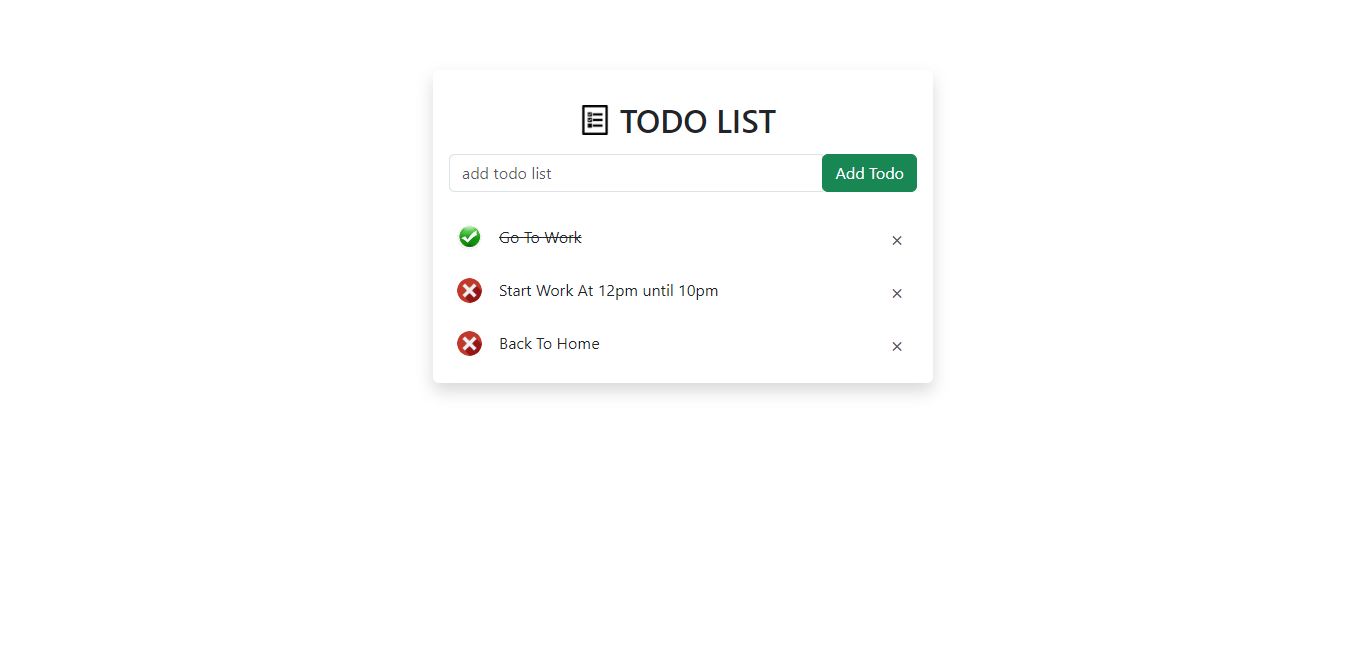 TODO LIST
add todo list
Add Todo
Go To Work
Start Work At 12pm until 10pm
Back To Home